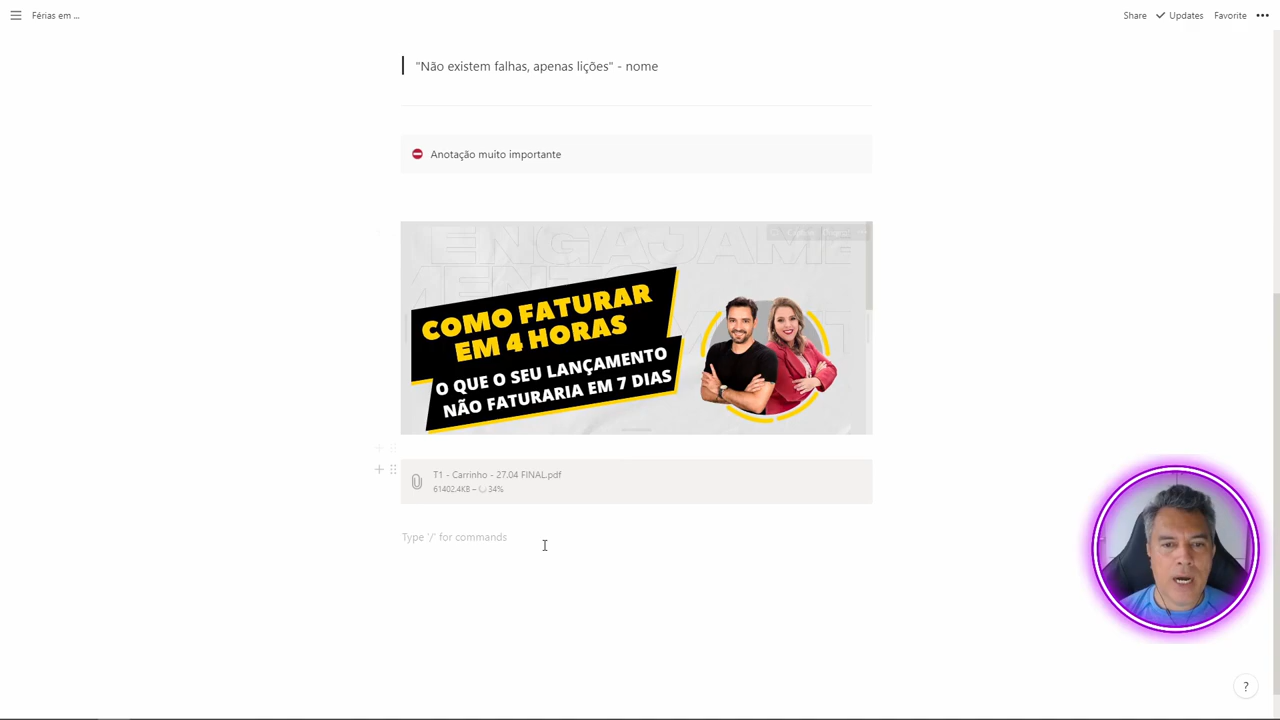 Férias em ...
Share
Updates
Favorite
"Não existem falhas, apenas lições" - nome
Anotação muito importante
ENGAJAME
COMO FATURAR
EM 4 HORAS
O QUE O SEU LANÇAMENTO
NÃO FATURARIA EM 7 DIAS
T1 - Carrinho - 27.04 FINAL.pdf
61402.4KB – 34%
Type '/' for commands
?